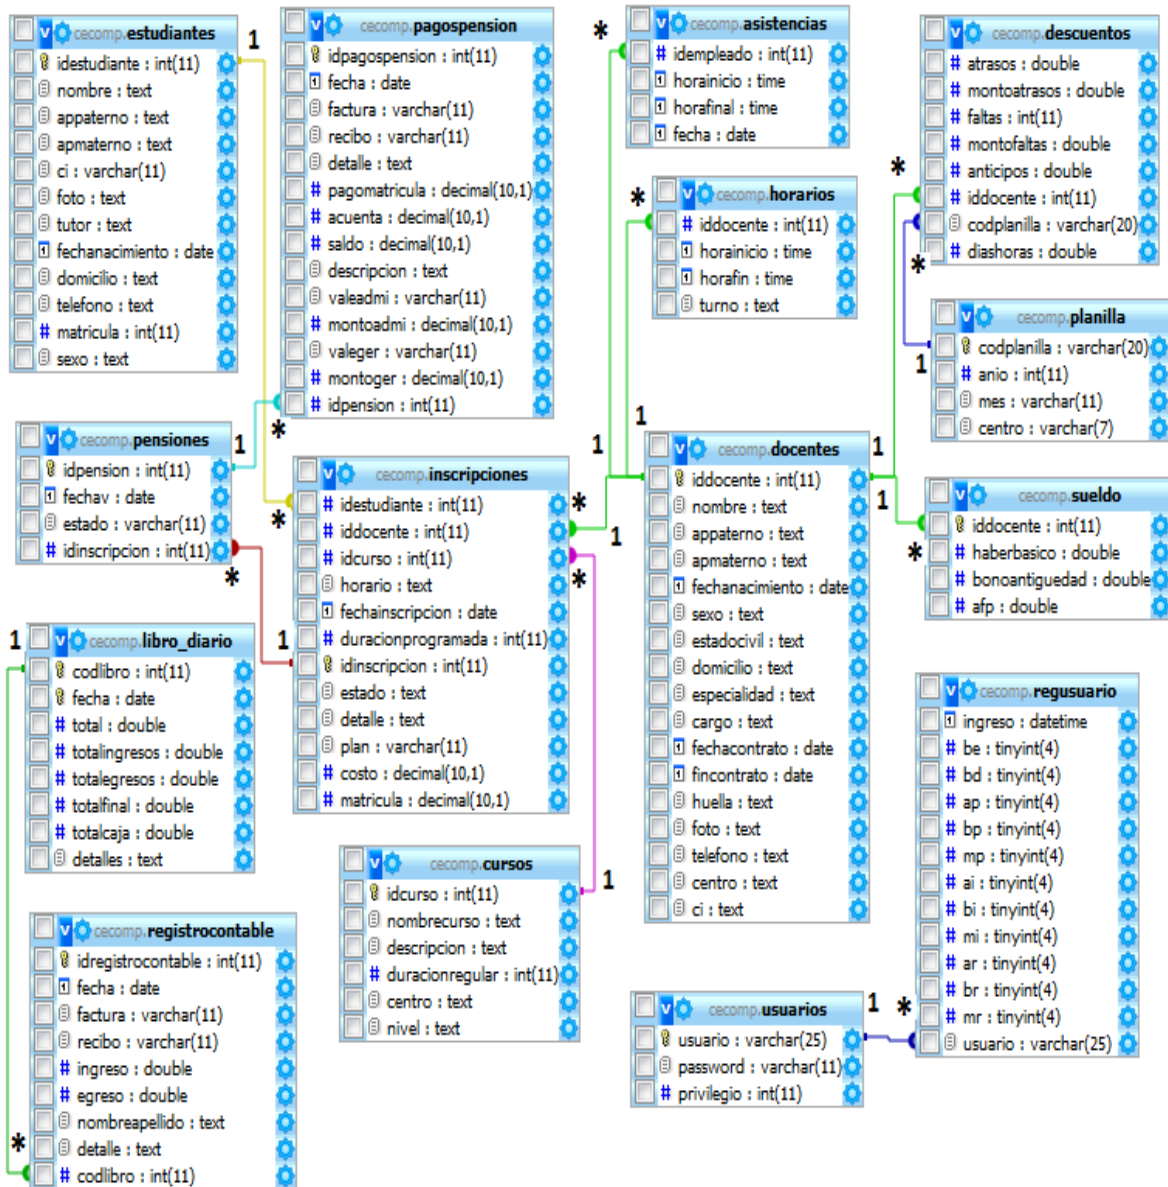 cecomp.estudiantes
idestudiante : int(11)
nombre : text
appaterno : text
apmaterno : text
ci : varchar(11)
foto : text
tutor : text
fechanacimiento : date
domicilio : text
telefono : text
# matricula : int(11)
sexo : text
1
cecomp.pagospension
idpagospension : int(11)
fecha : date
factura : varchar(11)
recibo : varchar(11)
detalle : text
# pagomatricula : decimal(10,1)
# acuenta : decimal(10,1)
# saldo : decimal(10,1)
descripcion : text
valeadmi : varchar(11)
# montoadmi : decimal(10,1)
valeger : varchar(11)
# montoger : decimal(10,1)
# idpension : int(11)
*
cecomp.asistencias
# idempleado : int(11)
horainicio : time
horafinal : time
fecha : date
*
cecomp.horarios
# iddocente : int(11)
horainicio : time
horafin : time
turno : text
*
cecomp.descuentos
# atrasos : double
# montoatrasos : double
# faltas : int(11)
# montofaltas : double
# anticipos : double
# iddocente : int(11)
codplanilla : varchar(20)
# diashoras : double
*
*
cecomp.planilla
codplanilla : varchar(20)
# anio : int(11)
mes : varchar(11)
centro : varchar(7)
1
cecomp.pensiones
idpension : int(11)
fechav : date
estado : varchar(11)
# idinscripcion : int(11)
1
*
cecomp.inscripciones
# idestudiante : int(11)
# iddocente : int(11)
# idcurso : int(11)
horario : text
fechainscripcion : date
# duracionprogramada : int(11)
idinscripcion : int(11)
estado : text
detalle : text
plan : varchar(11)
# costo : decimal(10,1)
# matricula : decimal(10,1)
*
*
*
1
1
1
cecomp.docentes
iddocente : int(11)
nombre : text
appaterno : text
apmaterno : text
fechanacimiento : date
sexo : text
estadocivil : text
domicilio : text
especialidad : text
cargo : text
fechacontrato : date
fincontrato : date
huella : text
foto : text
telefono : text
centro : text
ci : text
1
1
cecomp.sueldo
iddocente : int(11)
# haberbasico : double
# bonoantiguedad : double
# afp : double
*
cecomp.libro_diario
codlibro : int(11)
fecha : date
# total : double
# totalingresos : double
# totalegresos : double
# totalfinal : double
# totalcaja : double
detalles : text
1
cecomp.registrocontable
idregistrocontable : int(11)
fecha : date
factura : varchar(11)
recibo : varchar(11)
# ingreso : double
# egreso : double
nombreapellido : text
detalle : text
# codlibro : int(11)
*
cecomp.cursos
idcurso : int(11)
nombrecurso : text
descripcion : text
# duracionregular : int(11)
centro : text
nivel : text
1
cecomp.usuarios
usuario : varchar(25)
password : varchar(11)
# privilegio : int(11)
1
cecomp.regusuario
ingreso : datetime
# be : tinyint(4)
# bd : tinyint(4)
# ap : tinyint(4)
# bp : tinyint(4)
# mp : tinyint(4)
# ai : tinyint(4)
# bi : tinyint(4)
# mi : tinyint(4)
# ar : tinyint(4)
# br : tinyint(4)
# mr : tinyint(4)
usuario : varchar(25)
*